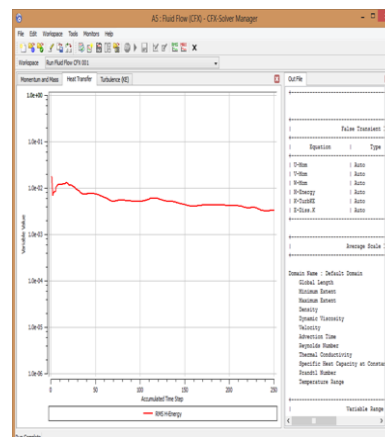 A5 : Fluid Flow (CFX) - CFX-Solver Manager
File Edit Workspace Tools Monitors Help
Workspace Run Fluid Flow CFX 001
Momentum and Mass Heat Transfer Turbulence (KE)
Out File
1.0e+00
1.0e-01
1.0e-02
1.0e-03
1.0e-04
1.0e-05
1.0e-06
Variable Value
0 50 100 150 200 250
Accumulated Time Step
RMS H-Energy
False Transient
| Equation | Type
| U-Mom | Auto
| V-Mom | Auto
| W-Mom | Auto
| H-Energy | Auto
| K-TurbKE | Auto
| E-Diss.K | Auto
| Average Scale
Domain Name : Default Domain
Global Length
Minimum Extent
Maximum Extent
Density
Dynamic Viscosity
Velocity
Advection Time
Reynolds Number
Thermal Conductivity
Specific Heat Capacity at Constan
Prandtl Number
Temperature Range
| Variable Range